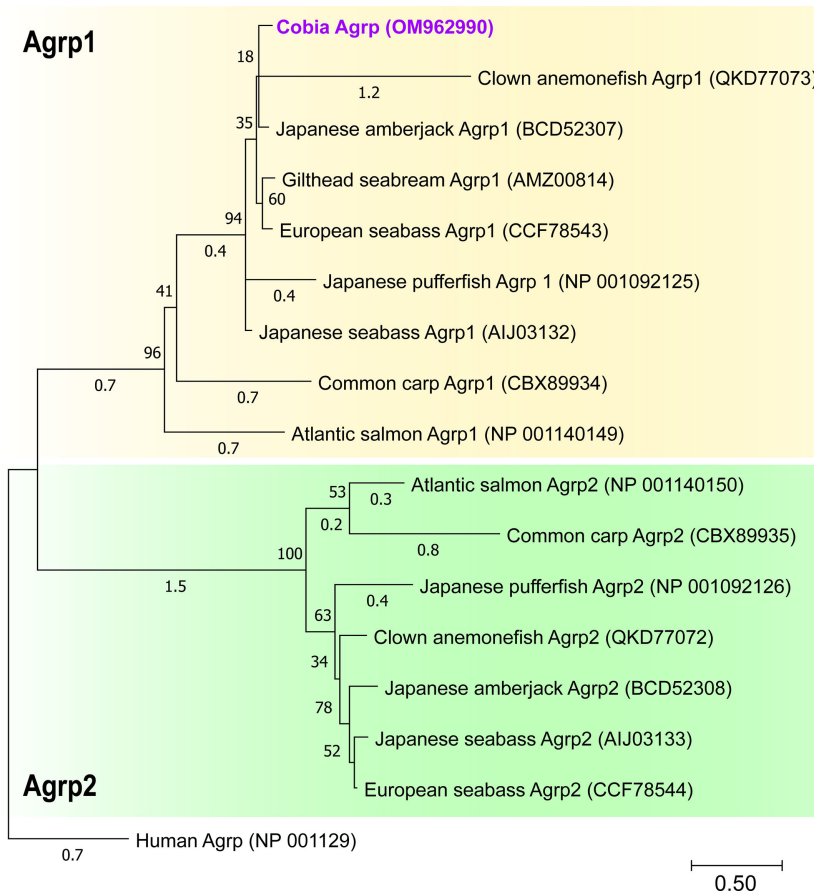 Agrp1
Cobia Agrp (OM962990)
18
Clown anemonefish Agrp1 (QKD77073)
1.2
35
Japanese amberjack Agrp1 (BCD52307)
Gilthead seabream Agrp1 (AMZ00814)
60
94
European seabass Agrp1 (CCF78543)
0.4
Japanese pufferfish Agrp 1 (NP 001092125)
41
0.4
Japanese seabass Agrp1 (AIJ03132)
96
0.7
Common carp Agrp1 (CBX89934)
0.7
Atlantic salmon Agrp1 (NP 001140149)
0.7
Atlantic salmon Agrp2 (NP 001140150)
53
0.3
0.2
Common carp Agrp2 (CBX89935)
0.8
100
1.5
Japanese pufferfish Agrp2 (NP 001092126)
0.4
63
Clown anemonefish Agrp2 (QKD77072)
34
Japanese amberjack Agrp2 (BCD52308)
78
Japanese seabass Agrp2 (AIJ03133)
52
Agrp2
European seabass Agrp2 (CCF78544)
Human Agrp (NP 001129)
0.7
0.50